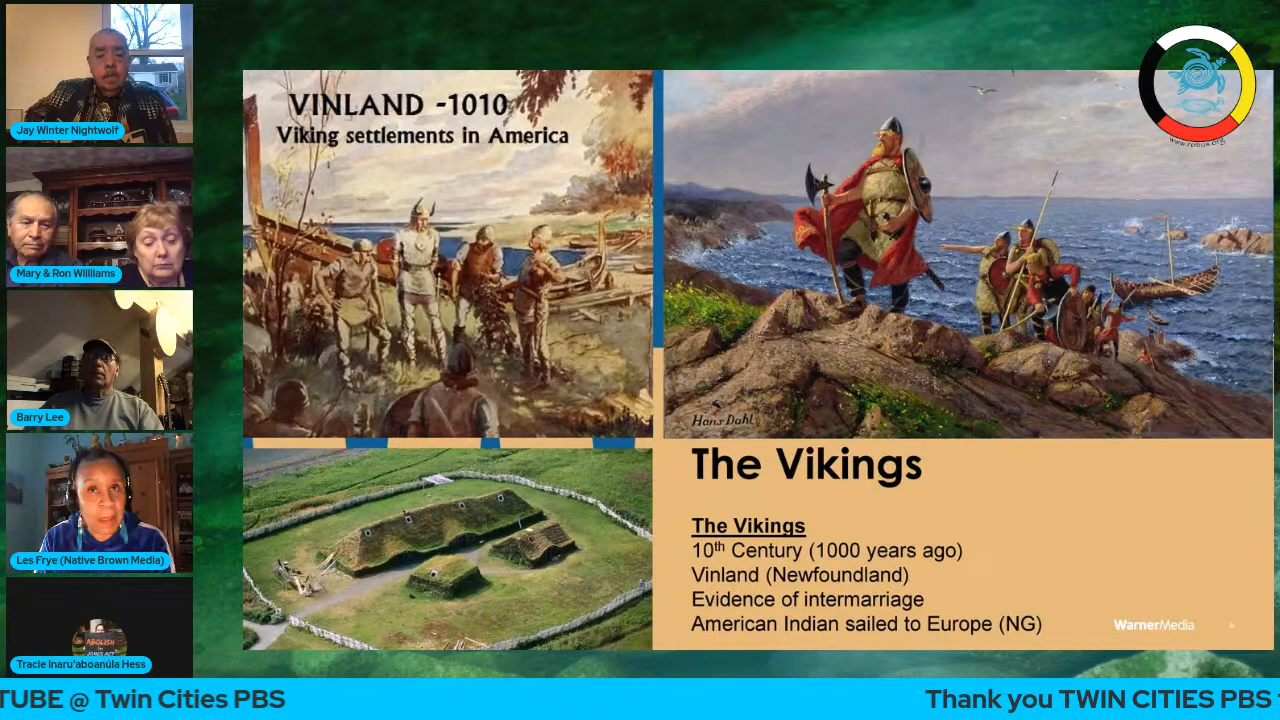 Jay Winter Nightwolf
Mary & Ron Willliams
Barry Lee
Les Frye (Native Brown Media)
ABOLISH
JONES ACT
Tracie Inaru'aboanúla Hess
VINLAND -1010
Viking settlements in America
Hans Dahl
www.rotius.org
The Vikings
The Vikings
10th Century (1000 years ago)
Vinland (Newfoundland)
Evidence of intermarriage
American Indian sailed to Europe (NG)
WarnerMedia
TUBE @ Twin Cities PBS
Thank you TWIN CITIES PBS